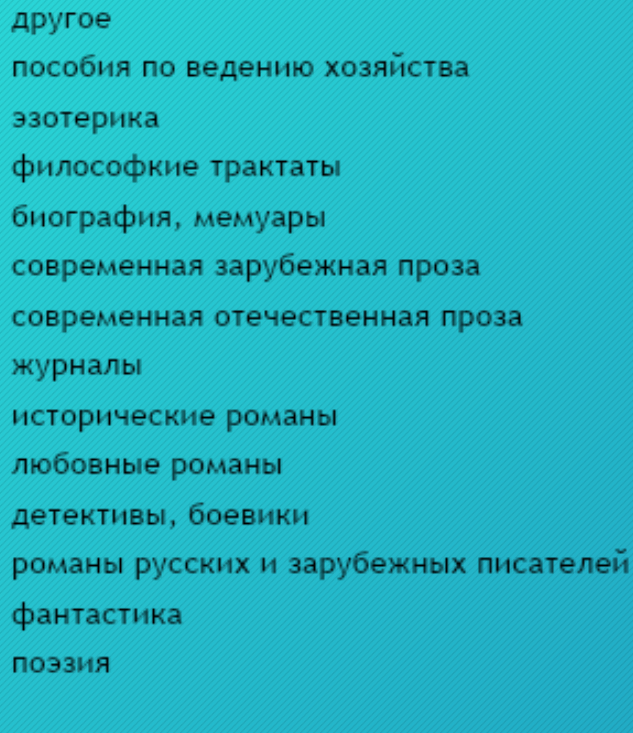 другое
пособия по ведению хозяйства
эзотерика
философкие трактаты
биография, мемуары
современная зарубежная проза
современная отечественная проза
журналы
исторические романы
любовные романы
детективы, боевики
романы русских и зарубежных писателей
фантастика
поэзия